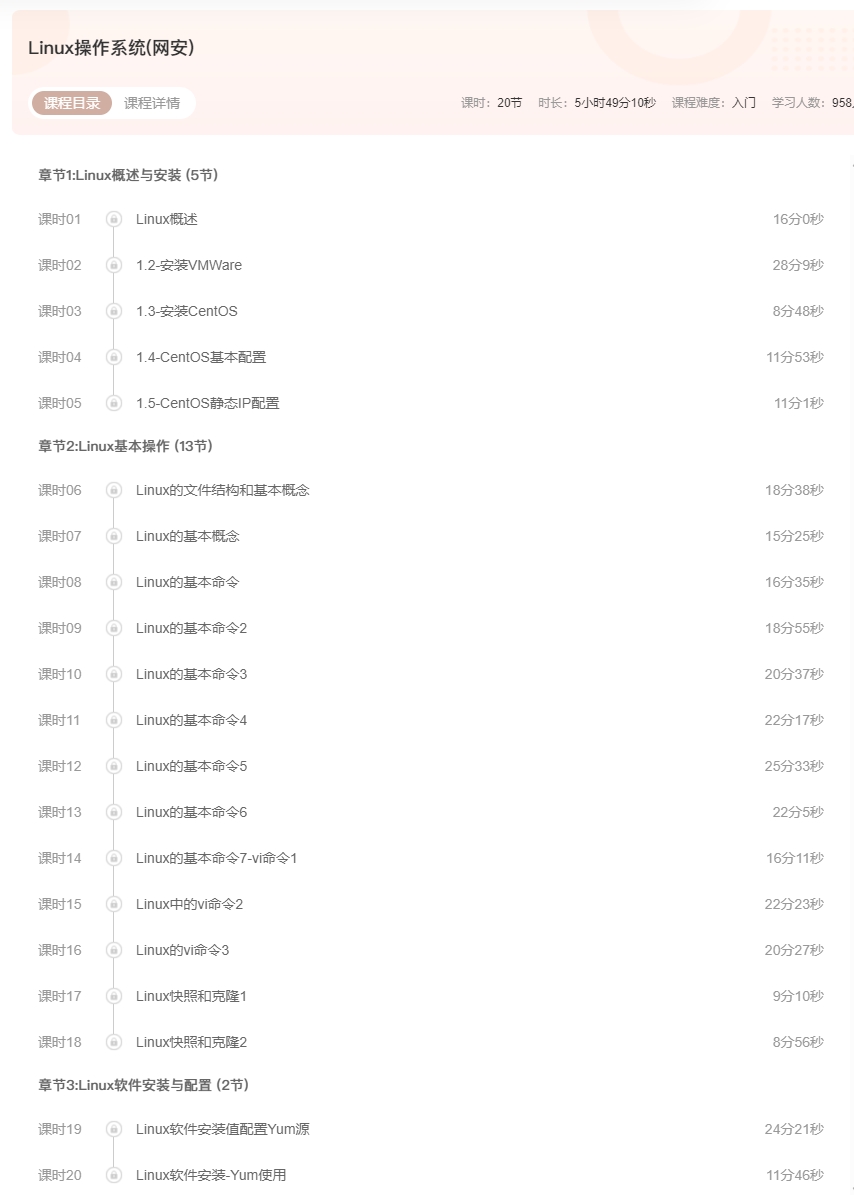 Linux操作系统(网安)
课程目录 课程详情 课时：20节 时长：5小时49分10秒 课程难度：入门 学习人数：958
章节1:Linux概述与安装 (5节)
课时01 Linux概述 16分0秒
课时02 1.2-安装VMWare 28分9秒
课时03 1.3-安装CentOS 8分48秒
课时04 1.4-CentOS基本配置 11分53秒
课时05 1.5-CentOS静态IP配置 11分1秒
章节2:Linux基本操作 (13节)
课时06 Linux的文件结构和基本概念 18分38秒
课时07 Linux的基本概念 15分25秒
课时08 Linux的基本命令 16分35秒
课时09 Linux的基本命令2 18分55秒
课时10 Linux的基本命令3 20分37秒
课时11 Linux的基本命令4 22分17秒
课时12 Linux的基本命令5 25分33秒
课时13 Linux的基本命令6 22分5秒
课时14 Linux的基本命令7-vi命令1 16分11秒
课时15 Linux中的vi命令2 22分23秒
课时16 Linux的vi命令3 20分27秒
课时17 Linux快照和克隆1 9分10秒
课时18 Linux快照和克隆2 8分56秒
章节3:Linux软件安装与配置 (2节)
课时19 Linux软件安装值配置Yum源 24分21秒
课时20 Linux软件安装-Yum使用 11分46秒